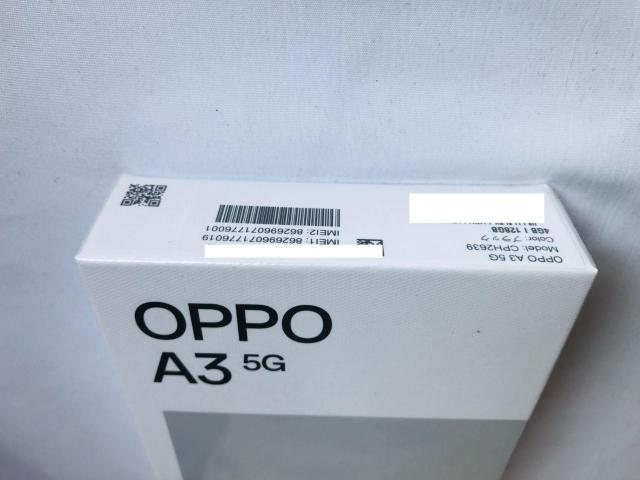 OPPO
A3 5G
OPPO A3 5G
Model: CPH2639
Color: ブラック
4GB | 128GB
IMEI1: 862696071776019
IMEI2: 862696071776001